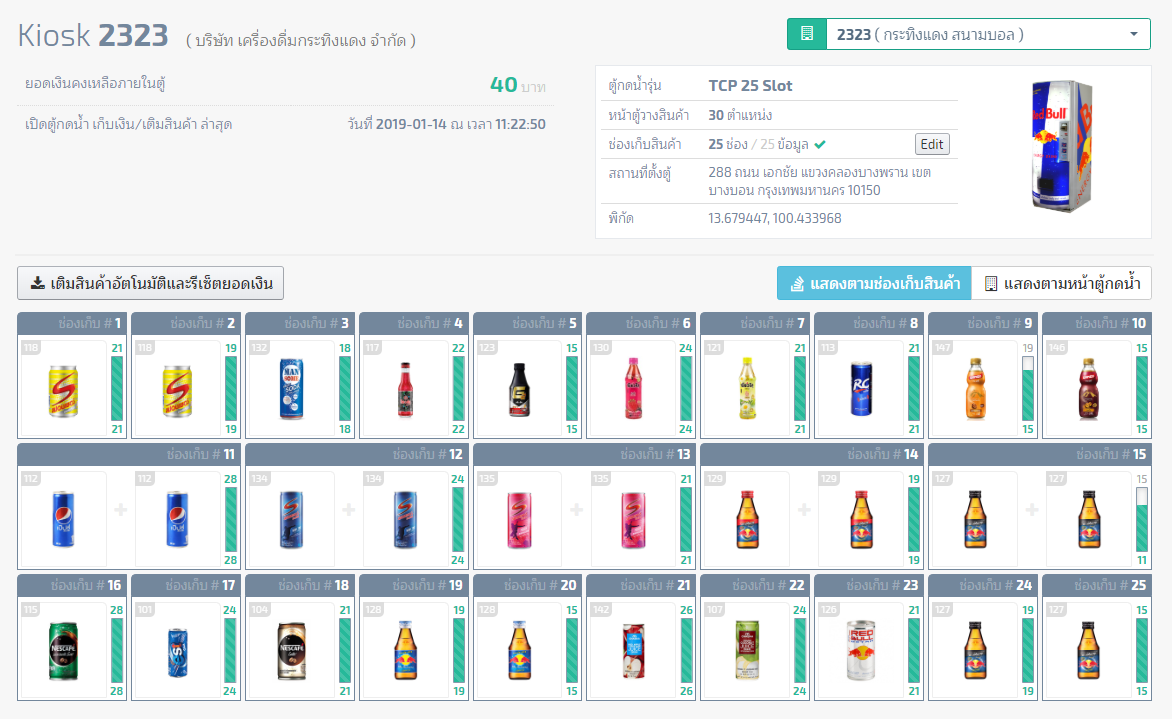 Kiosk 2323 ( บริษัท เครื่องดื่มกระทิงแดง จำกัด )
2323 ( กระทิงแดง สนามบอล )
ยอดเงินคงเหลือภายในตู้ 40 บาท
เปิดตู้กดน้ำ เก็บเงิน/เติมสินค้า ล่าสุด วันที่ 2019-01-14 ณ เวลา 11:22:50
ตู้กดน้ำรุ่น TCP 25 Slot
หน้าตู้วางสินค้า 30 ตำแหน่ง
ช่องเก็บสินค้า 25 ช่อง / 25 ข้อมูล Edit
สถานที่ตั้งตู้ 288 ถนน เอกชัย แขวงคลองบางพราน เขต
บางบอน กรุงเทพมหานคร 10150
พิกัด 13.679447, 100.433968
เติมสินค้าอัตโนมัติและรีเซ็ตยอดเงิน
แสดงตามช่องเก็บสินค้า แสดงตามหน้าตู้กดน้ำ
ช่องเก็บ # 1 ช่องเก็บ # 2 ช่องเก็บ # 3 ช่องเก็บ # 4 ช่องเก็บ # 5 ช่องเก็บ # 6 ช่องเก็บ # 7 ช่องเก็บ # 8 ช่องเก็บ # 9 ช่องเก็บ # 10
118 21 118 19 132 18 117 22 123 15 130 24 121 21 113 21 147 19 146 15
21 19 18 22 15 24 21 21 15 15
ช่องเก็บ # 11 ช่องเก็บ # 12 ช่องเก็บ # 13 ช่องเก็บ # 14 ช่องเก็บ # 15
112 112 28 134 134 24 135 135 21 129 129 19 127 127 15
28 24 21 19 11
ช่องเก็บ # 16 ช่องเก็บ # 17 ช่องเก็บ # 18 ช่องเก็บ # 19 ช่องเก็บ # 20 ช่องเก็บ # 21 ช่องเก็บ # 22 ช่องเก็บ # 23 ช่องเก็บ # 24 ช่องเก็บ # 25
115 28 101 24 104 21 128 19 128 15 142 26 107 24 126 21 127 19 127 15
NESCAFE NESCAFE RED BULL
28 24 21 19 15 26 24 21 19 15